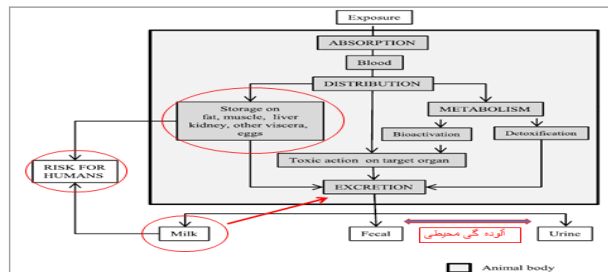 Exposure
ABSORPTION
Blood
DISTRIBUTION
Storage on
fat, muscle, liver
kidney, other viscera,
eggs
METABOLISM
Bioactivation
Detoxification
Toxic action on target organ
RISK FOR
HUMANS
EXCRETION
Milk
Fecal
آلوده گی محیطی
Urine
Animal body